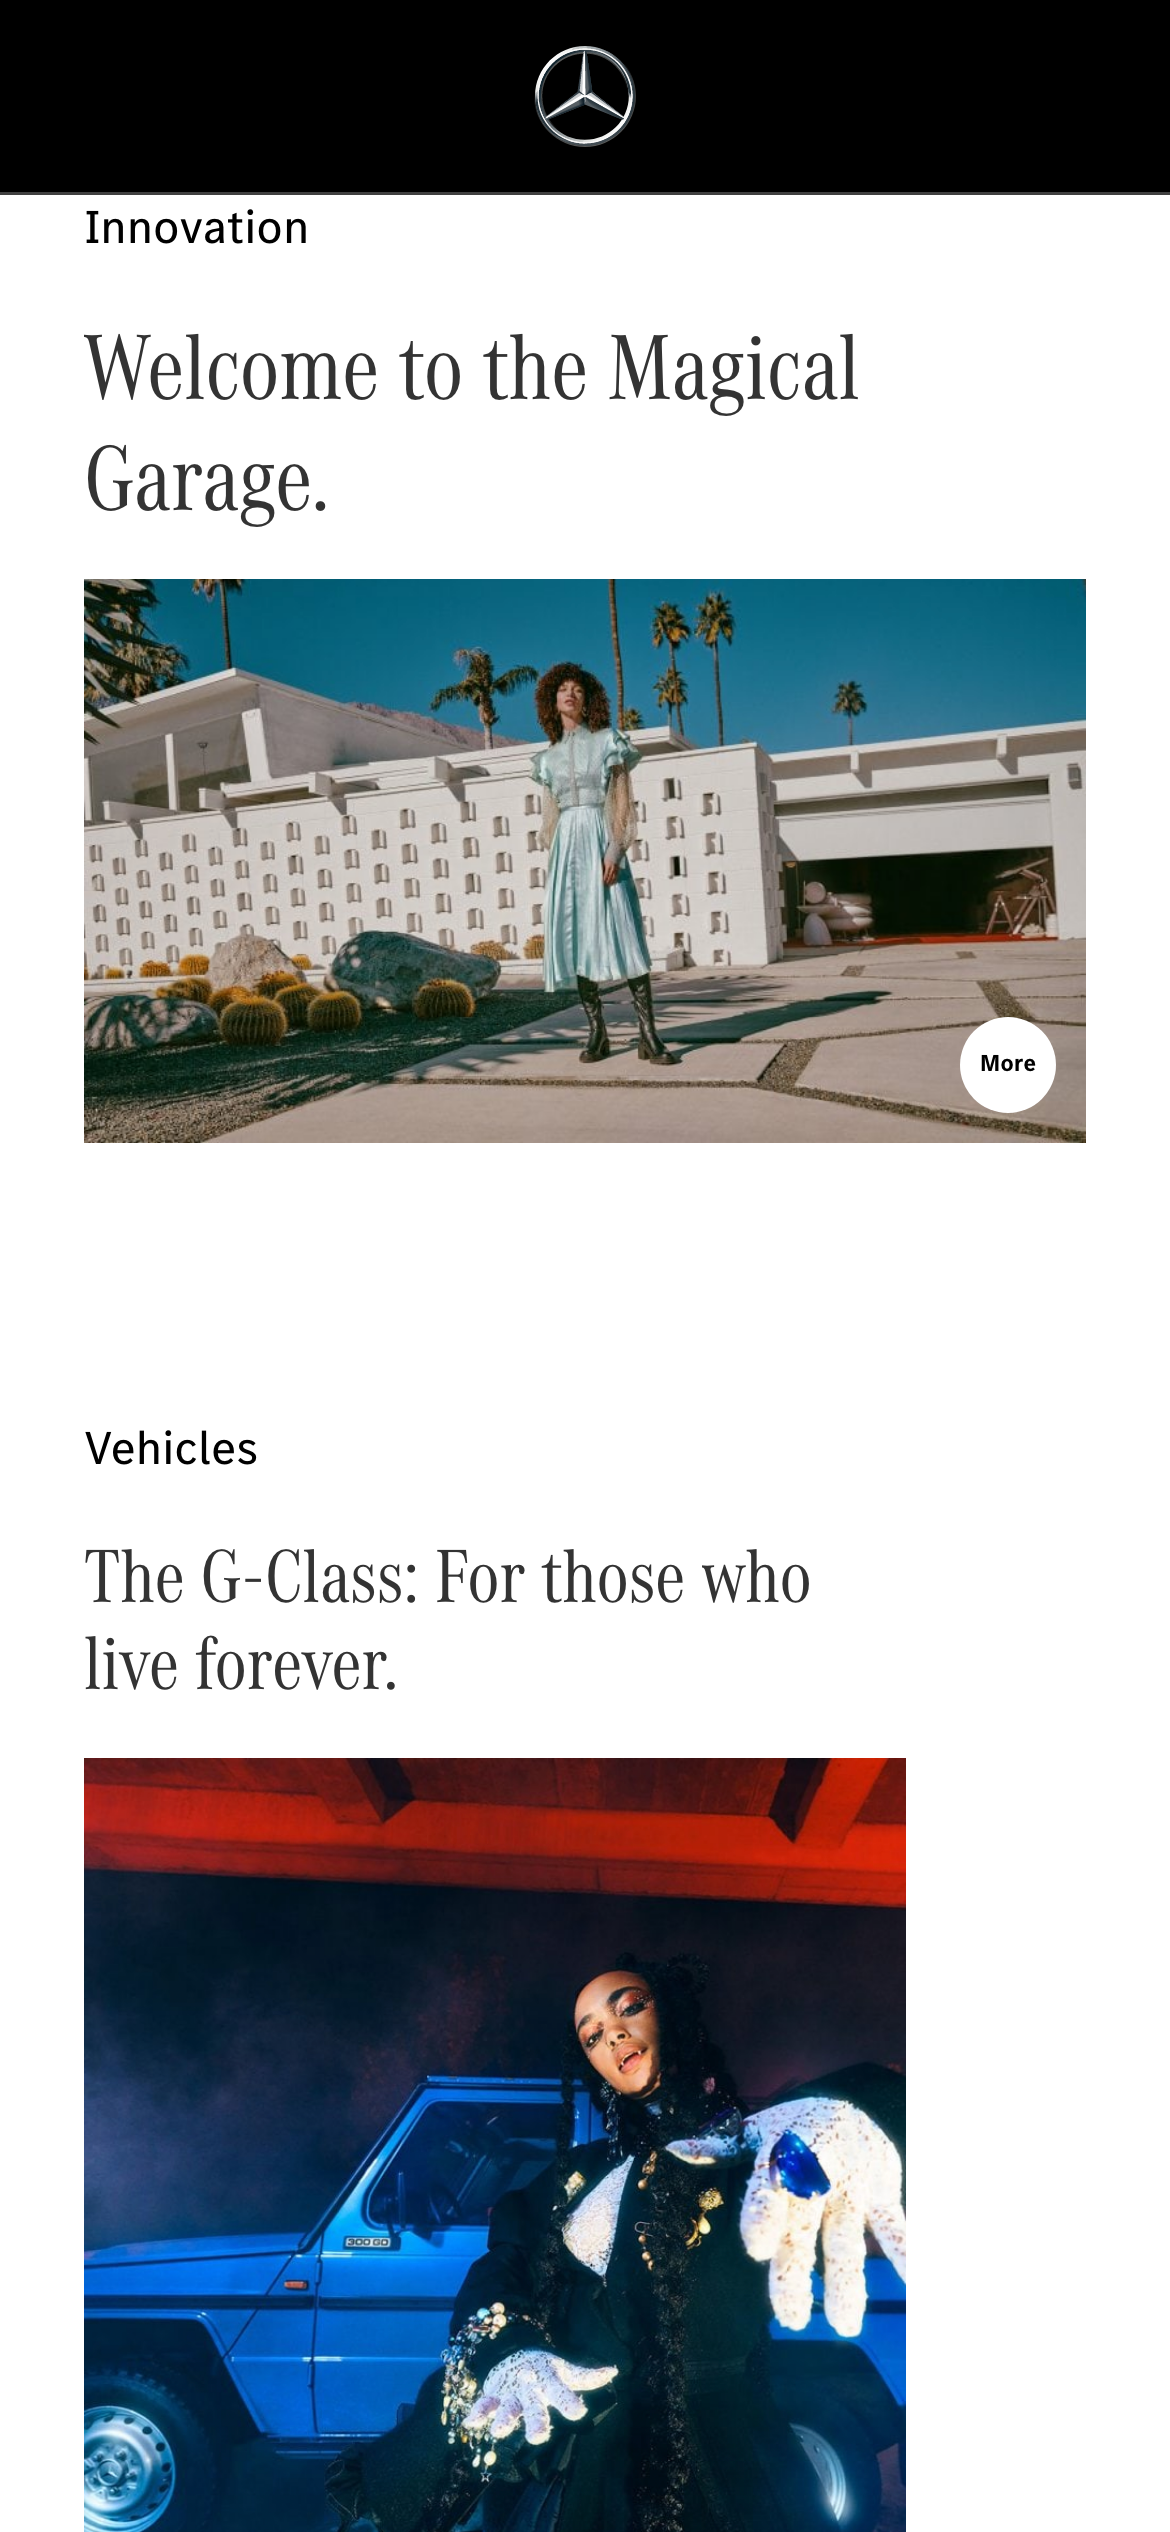 Innovation
Welcome to the Magical
Garage.
More
Vehicles
The G-Class: For those who
live forever.
300 GD